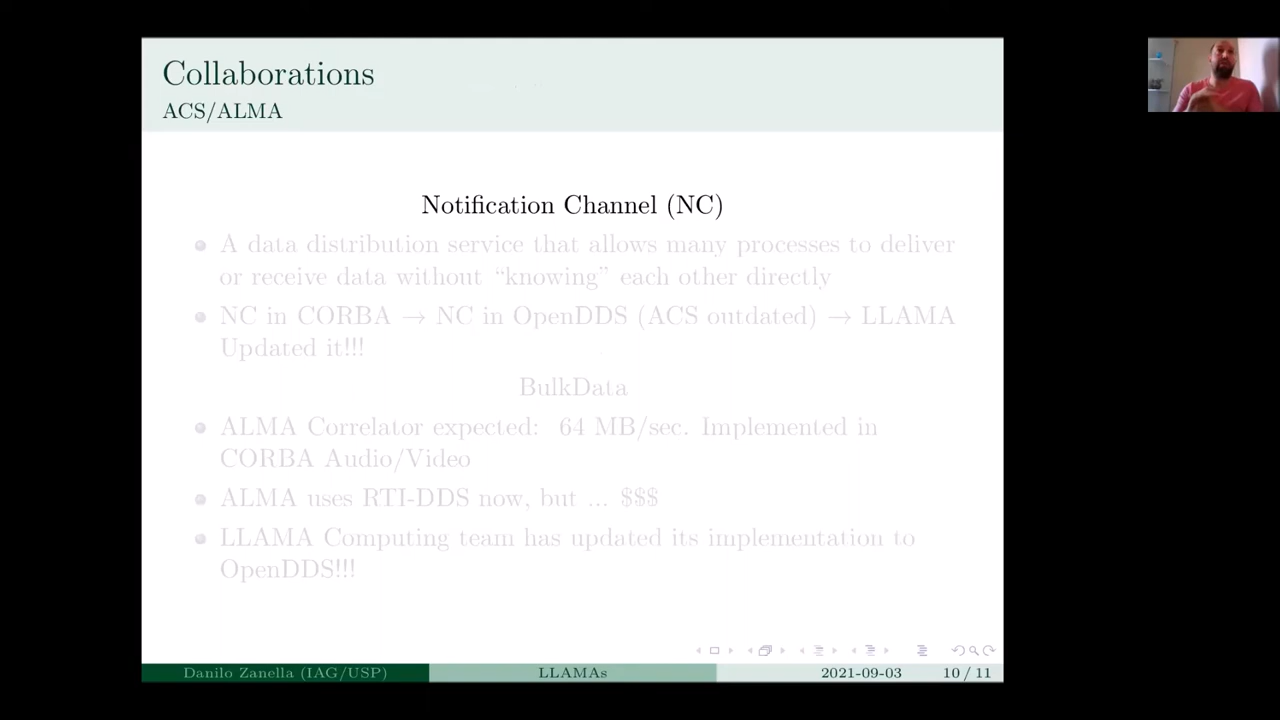 Collaborations
ACS/ALMA
Notification Channel (NC)
A data distribution service that allows many processes to deliver
or receive data without “knowing” each other directly
NC in CORBA → NC in OpenDDS (ACS outdated) → LLAMA
Updated it!!!
BulkData
ALMA Correlator expected: 64 MB/sec. Implemented in
CORBA Audio/Video
ALMA uses RTI-DDS now, but ... $$$
LLAMA Computing team has updated its implementation to
OpenDDS!!!
Danilo Zanella (IAG/USP) LLAMAs 2021-09-03 10 / 11